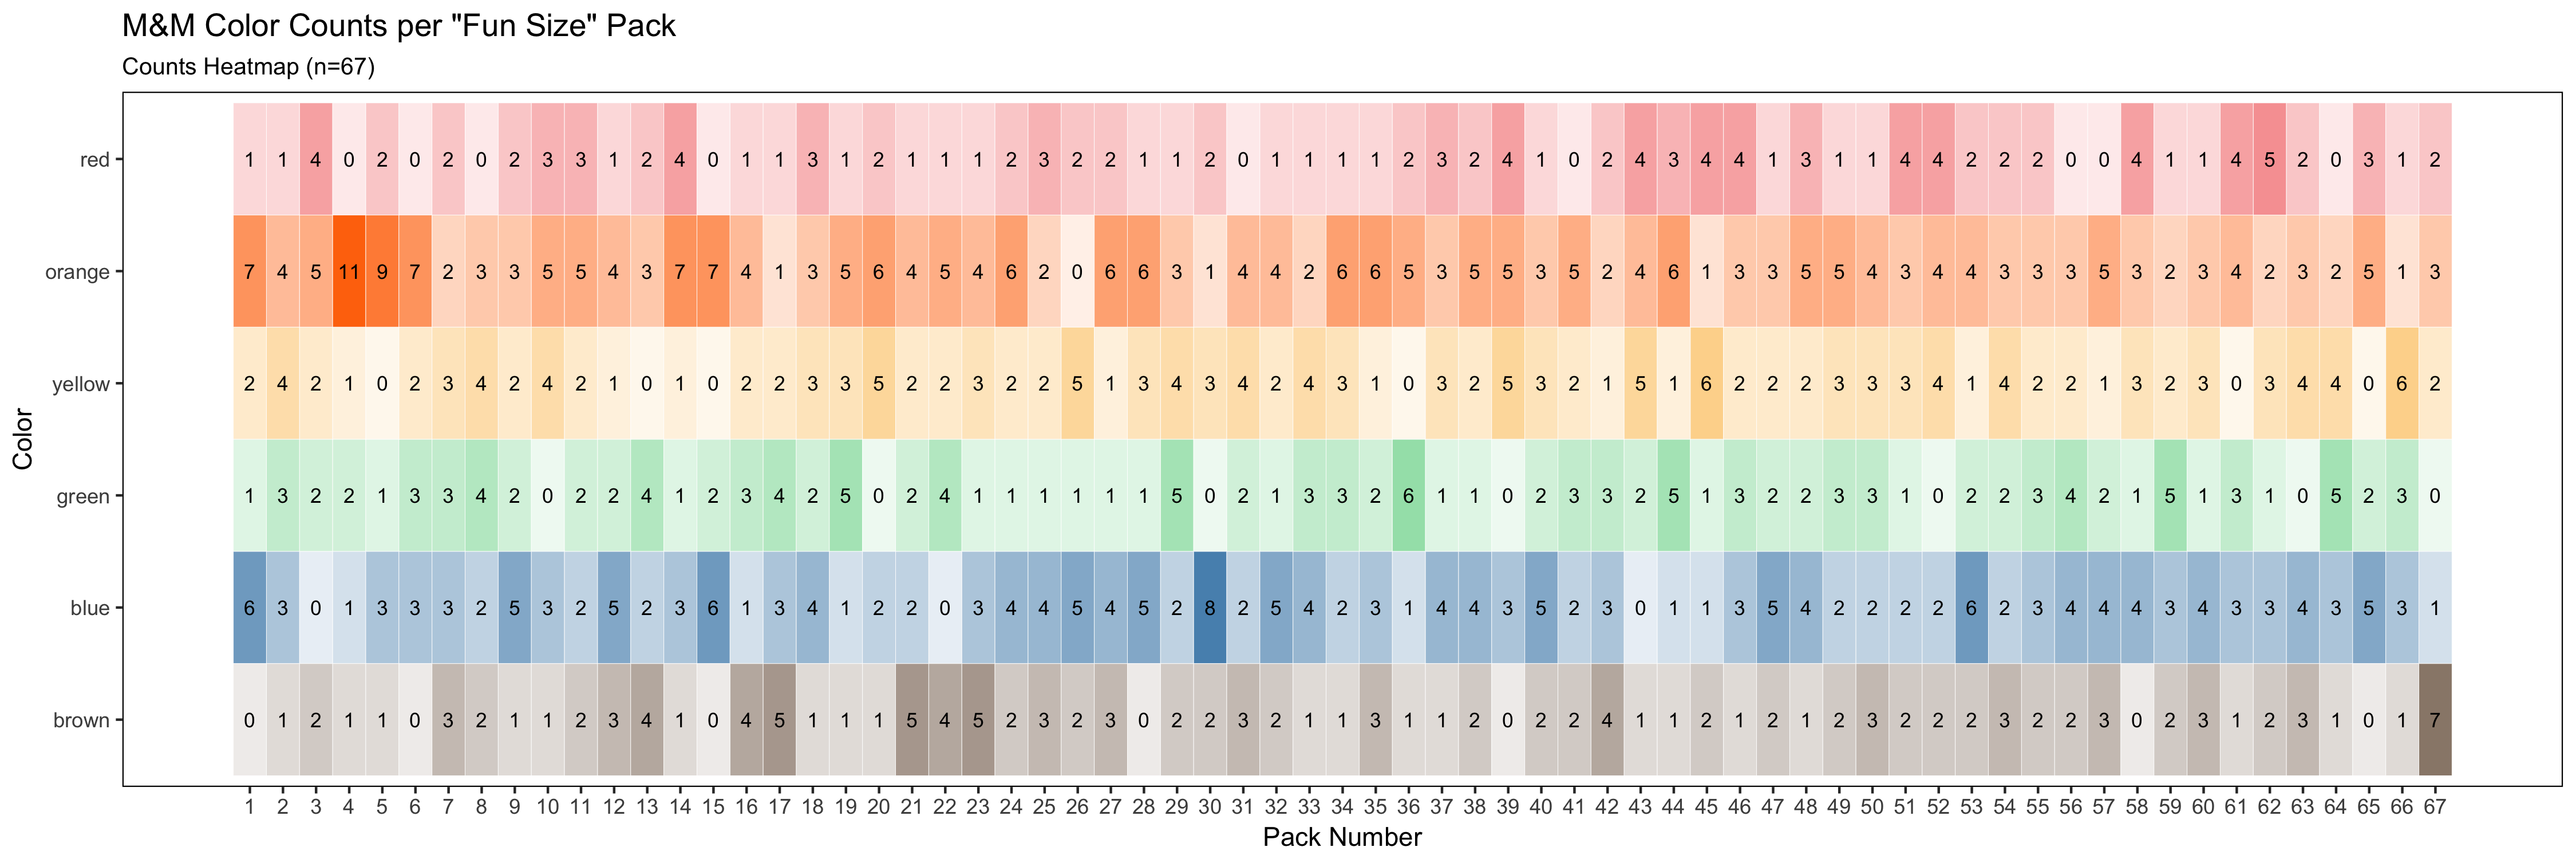 M&M Color Counts per "Fun Size" Pack
Counts Heatmap (n=67)
Color
red 1 1 4 0 2 0 2 0 2 3 3 1 2 4 0 1 1 3 1 2 1 1 1 2 3 2 2 1 1 2 0 1 1 1 1 2 3 2 4 1 0 2 4 3 4 4 1 3 1 1 4 4 2 2 2 0 0 4 1 1 4 5 2 0 3 1 2
orange 7 4 5 11 9 7 2 3 3 5 5 4 3 7 7 4 1 3 5 6 4 5 4 6 2 0 6 6 3 1 4 4 2 6 6 5 3 5 5 3 5 2 4 6 1 3 3 5 5 4 3 4 4 3 3 3 5 3 2 3 4 2 3 2 5 1 3
yellow 2 4 2 1 0 2 3 4 2 4 2 1 0 1 0 2 2 3 3 5 2 2 3 2 2 5 1 3 4 3 4 2 4 3 1 0 3 2 5 3 2 1 5 1 6 2 2 2 3 3 3 4 1 4 2 2 1 3 2 3 0 3 4 4 0 6 2
green 1 3 2 2 1 3 3 4 2 0 2 2 4 1 2 3 4 2 5 0 2 4 1 1 1 1 1 1 5 0 2 1 3 3 2 6 1 1 0 2 3 3 2 5 1 3 2 2 3 3 1 0 2 2 3 4 2 1 5 1 3 1 0 5 2 3 0
blue 6 3 0 1 3 3 3 2 5 3 2 5 2 3 6 1 3 4 1 2 2 0 3 4 4 5 4 5 2 8 2 5 4 2 3 1 4 4 3 5 2 3 0 1 1 3 5 4 2 2 2 2 6 2 3 4 4 4 3 4 3 3 4 3 5 3 1
brown 0 1 2 1 1 0 3 2 1 1 2 3 4 1 0 4 5 1 1 1 5 4 5 2 3 2 3 0 2 2 3 2 1 1 3 1 1 2 0 2 2 4 1 1 2 1 2 1 2 3 2 2 2 3 2 2 3 0 2 3 1 2 3 1 0 1 7
1 2 3 4 5 6 7 8 9 10 11 12 13 14 15 16 17 18 19 20 21 22 23 24 25 26 27 28 29 30 31 32 33 34 35 36 37 38 39 40 41 42 43 44 45 46 47 48 49 50 51 52 53 54 55 56 57 58 59 60 61 62 63 64 65 66 67
Pack Number